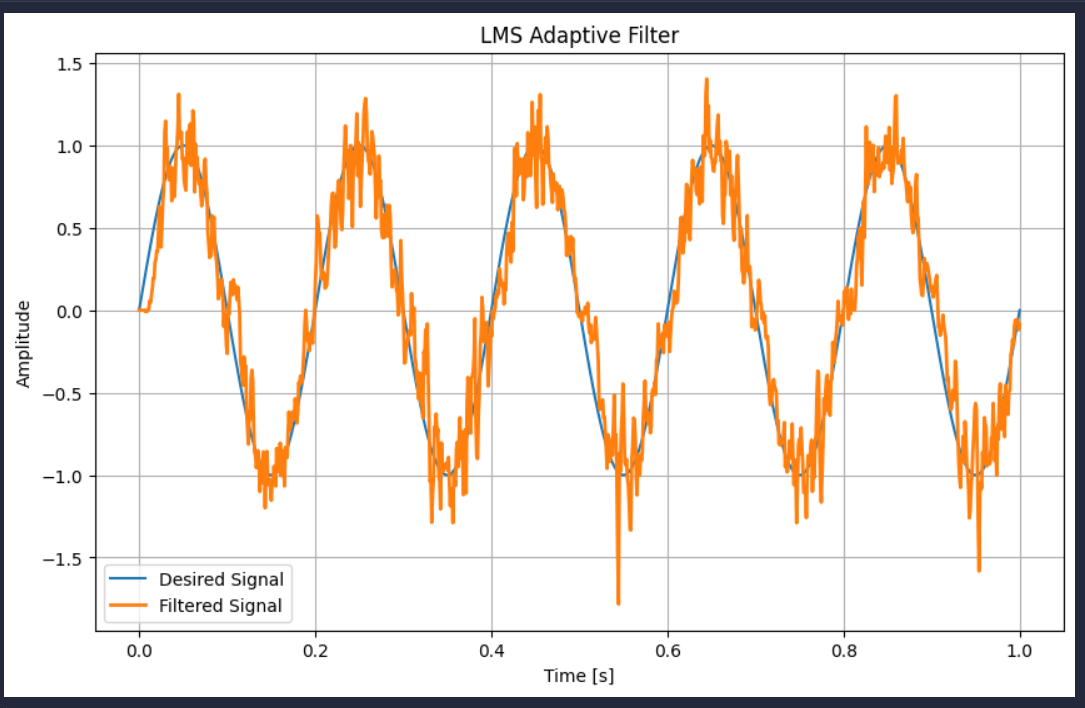 LMS Adaptive Filter
1.5
1.0
0.5
0.0
−0.5
−1.0
−1.5
Amplitude
Desired Signal
Filtered Signal
0.0 0.2 0.4 0.6 0.8 1.0
Time [s]